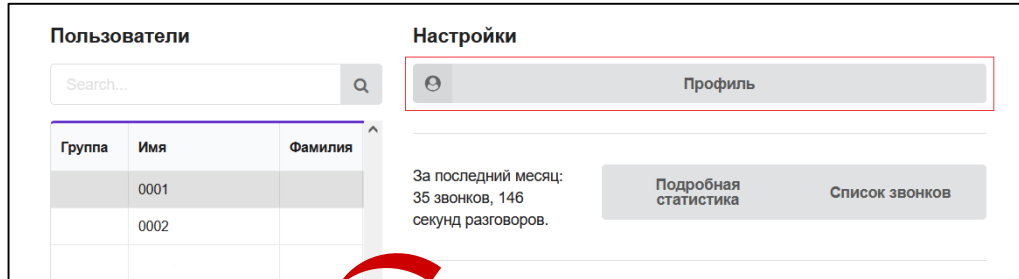 Пользователи
Search...
Группа Имя Фамилия
0001
0002
Настройки
Профиль
За последний месяц:
35 звонков, 146
секунд разговоров.
Подробная
статистика
Список звонков